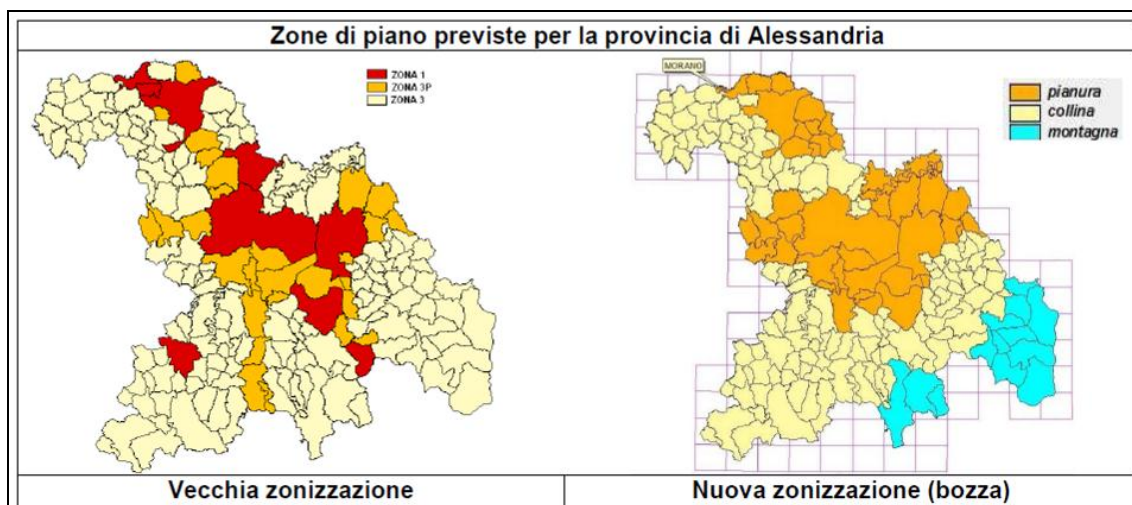 Zone di piano previste per la provincia di Alessandria
ZONA 1
ZONA 3P
ZONA 3
MORANO
pianura
collina
montagna
Vecchia zonizzazione
Nuova zonizzazione (bozza)